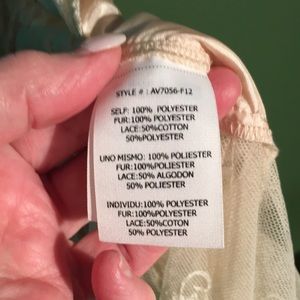 STYLE # : AV7056-F12
SELF: 100% POLYESTER
FUR: 100% POLYESTER
LACE:50%COTTON
50%POLYESTER
UNO MISMO: 100% POLIESTER
FUR:100% POLIESTER
LACE:50% ALGODON
50% POLIESTER
INDIVIDU:100% POLYESTER
FUR:100%POLYESTER
LACE:50%COTON
50% POLYESTER